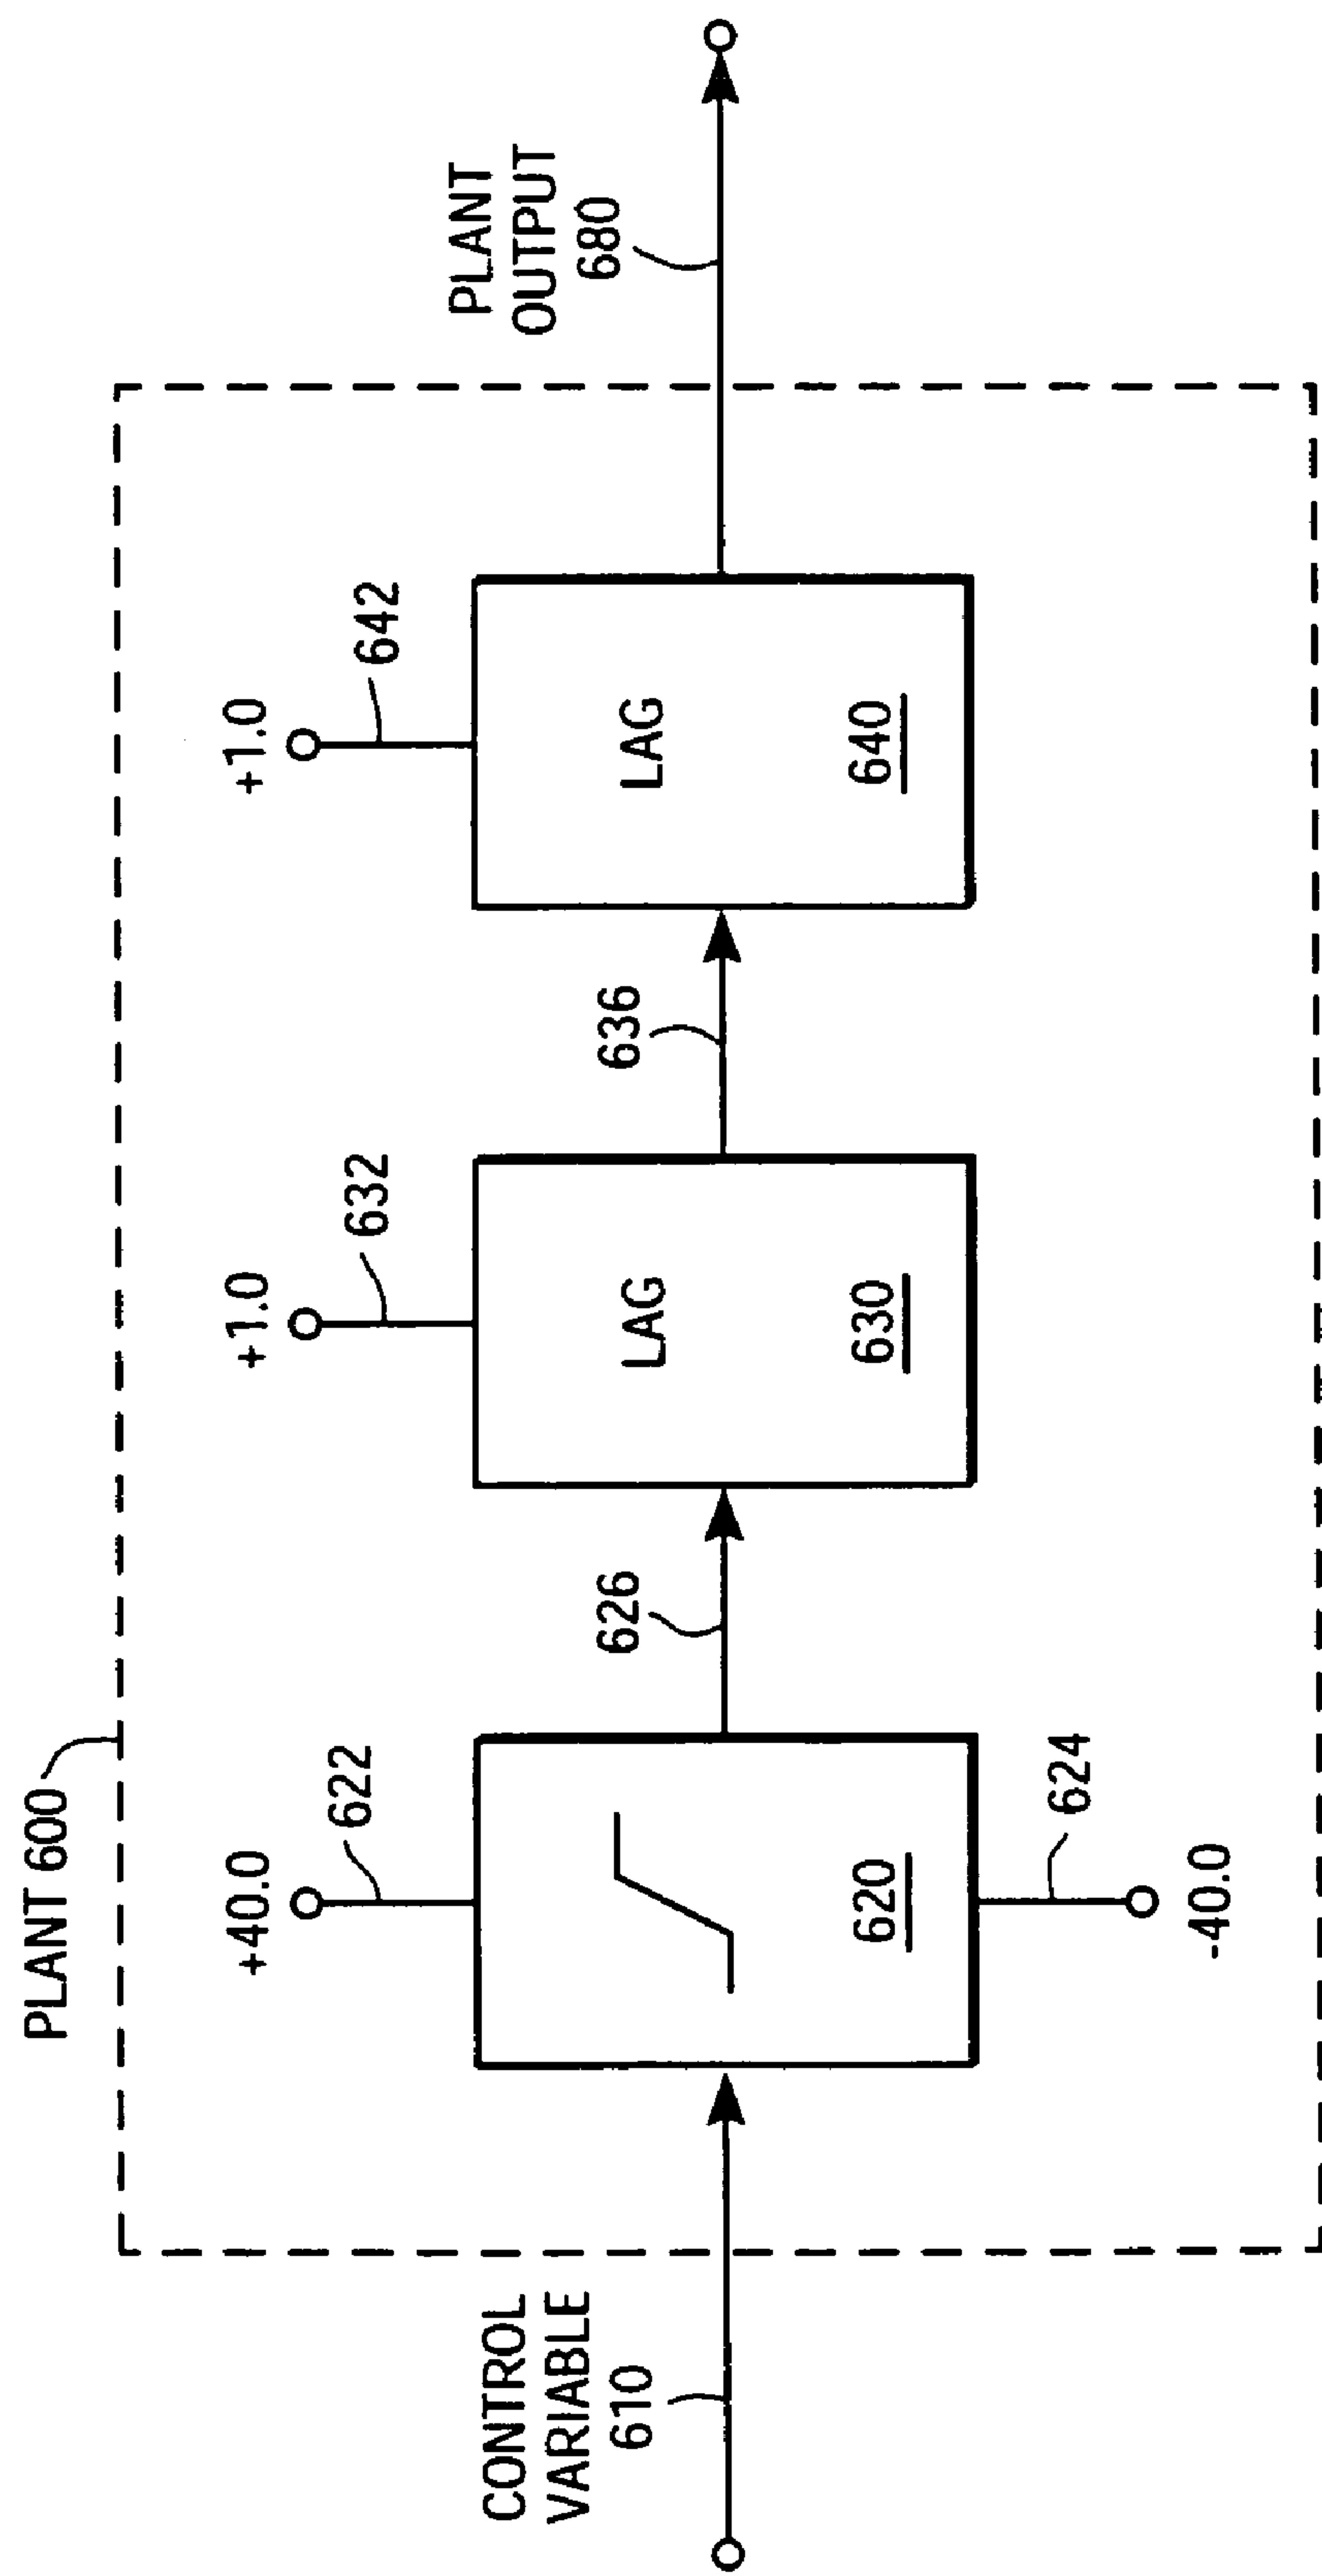 PLANT 600
CONTROL
VARIABLE
610
+40.0
622
620
624
-40.0
626
+1.0
632
LAG
630
636
+1.0
642
LAG
640
PLANT
OUTPUT
680